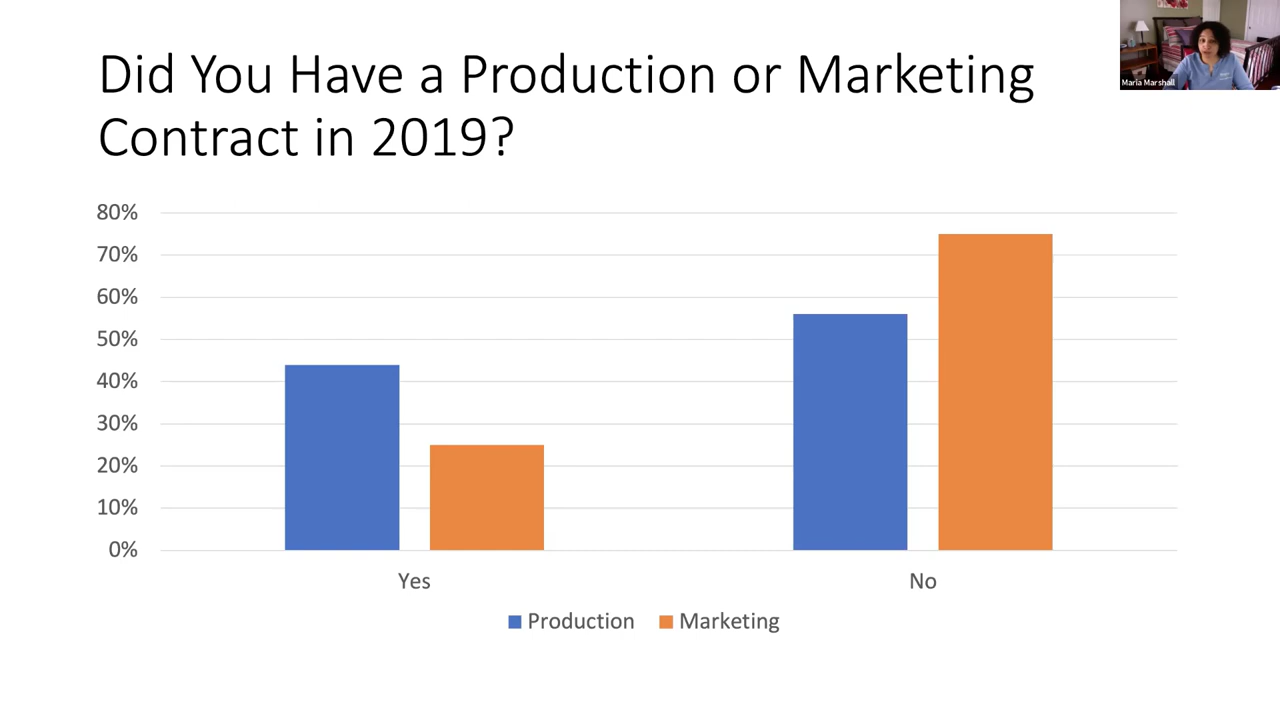 Did You Have a Production or Marketing
Contract in 2019?
Maria Marshall
80%
70%
60%
50%
40%
30%
20%
10%
0%
Yes No
Production Marketing